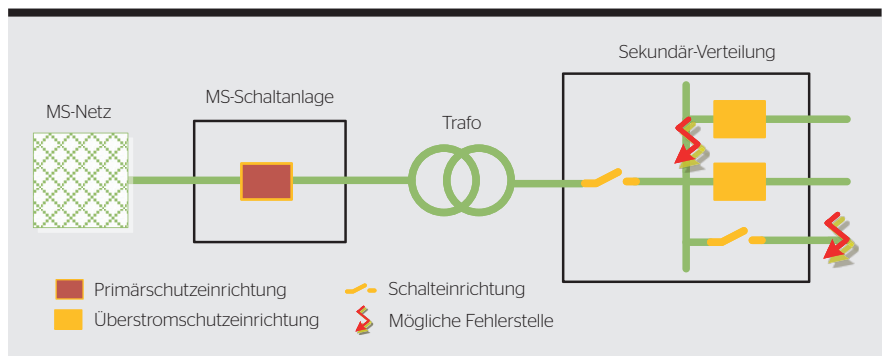 Sekundär-Verteilung
MS-Schaltanlage
MS-Netz
Trafo
Primärschutzeinrichtung
Schalteinrichtung
Überstromschutzeinrichtung
Mögliche Fehlerstelle